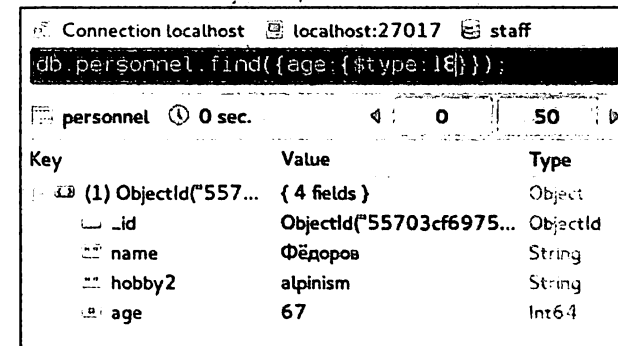 Connection localhost localhost:27017 staff
db.personnel.find({age:{$type:18}});
personnel 0 sec. 0 50
Key Value Type
(1) ObjectId("557... { 4 fields } Object
_id ObjectId("55703cf6975... ObjectId
name Фёдоров String
hobby2 alpinism String
age 67 Int64